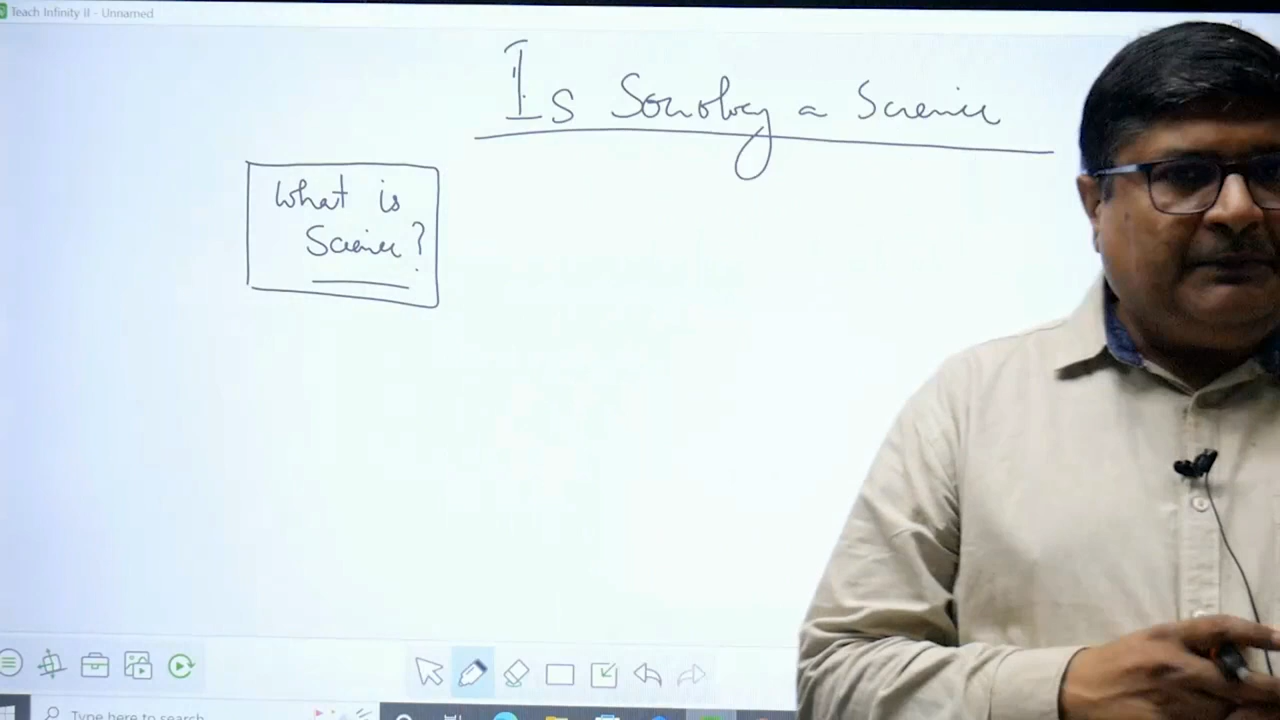 Teach Infinity II - Unnamed
Is Sociology a Science
What is
Science?
Type here to search